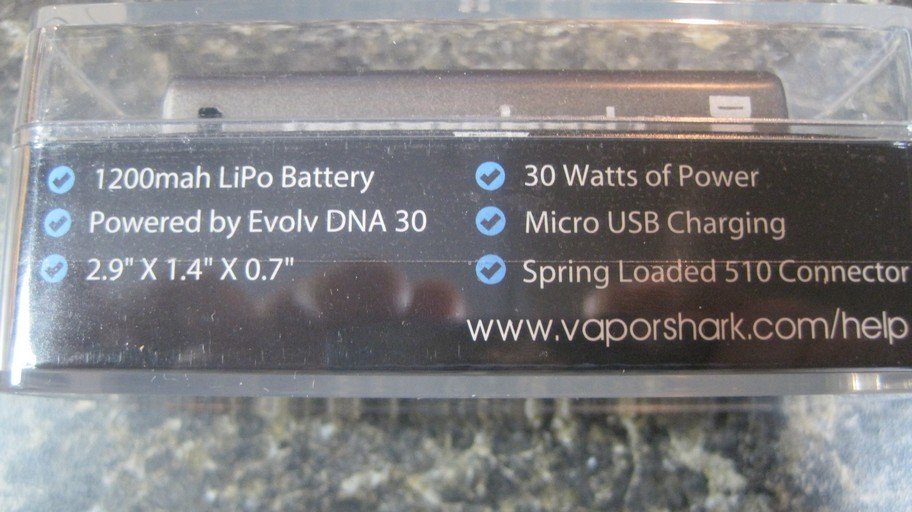 1200mah LiPo Battery
Powered by Evolv DNA 30
2.9" X 1.4" X 0.7"
30 Watts of Power
Micro USB Charging
Spring Loaded 510 Connector
www.vaporshark.com/help